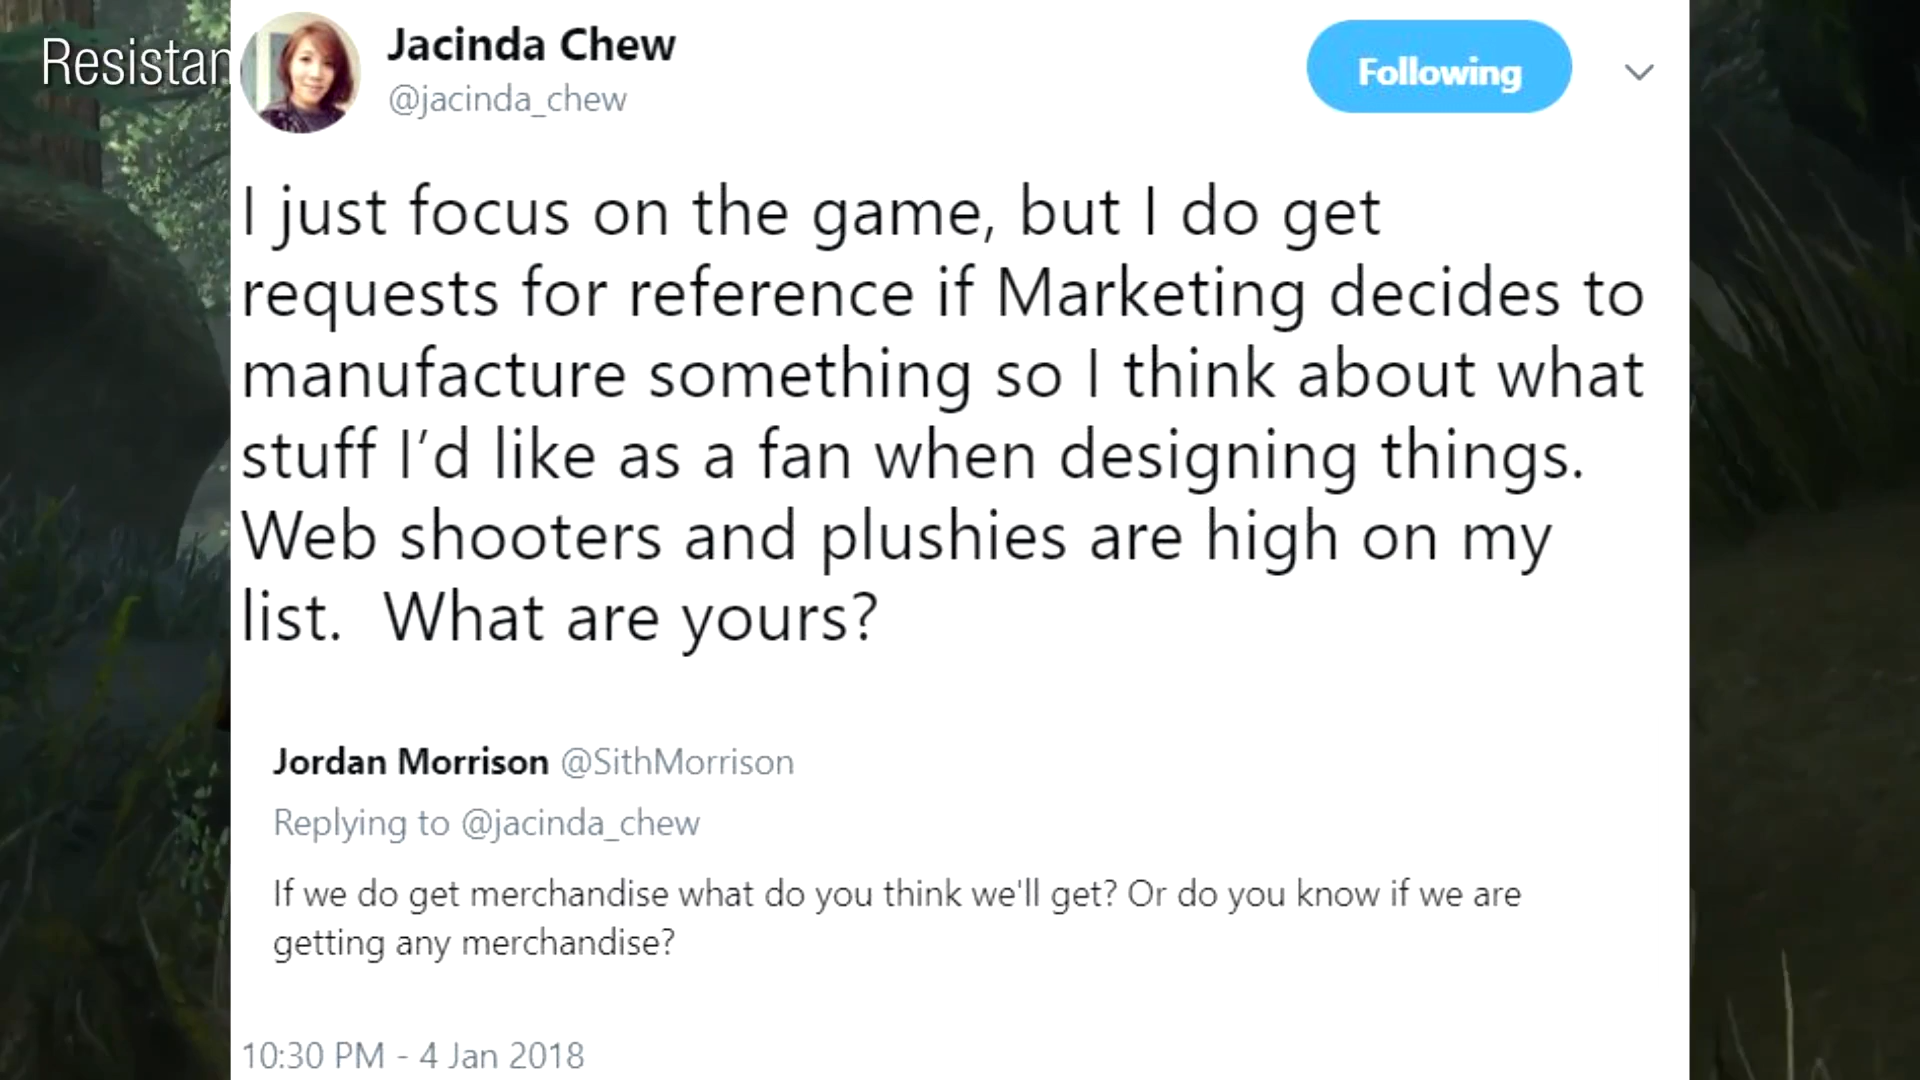 Resistan
Jacinda Chew
@jacinda_chew
Following
I just focus on the game, but I do get
requests for reference if Marketing decides to
manufacture something so I think about what
stuff I’d like as a fan when designing things.
Web shooters and plushies are high on my
list.  What are yours?
Jordan Morrison @SithMorrison
Replying to @jacinda_chew
If we do get merchandise what do you think we'll get? Or do you know if we are
getting any merchandise?
10:30 PM - 4 Jan 2018